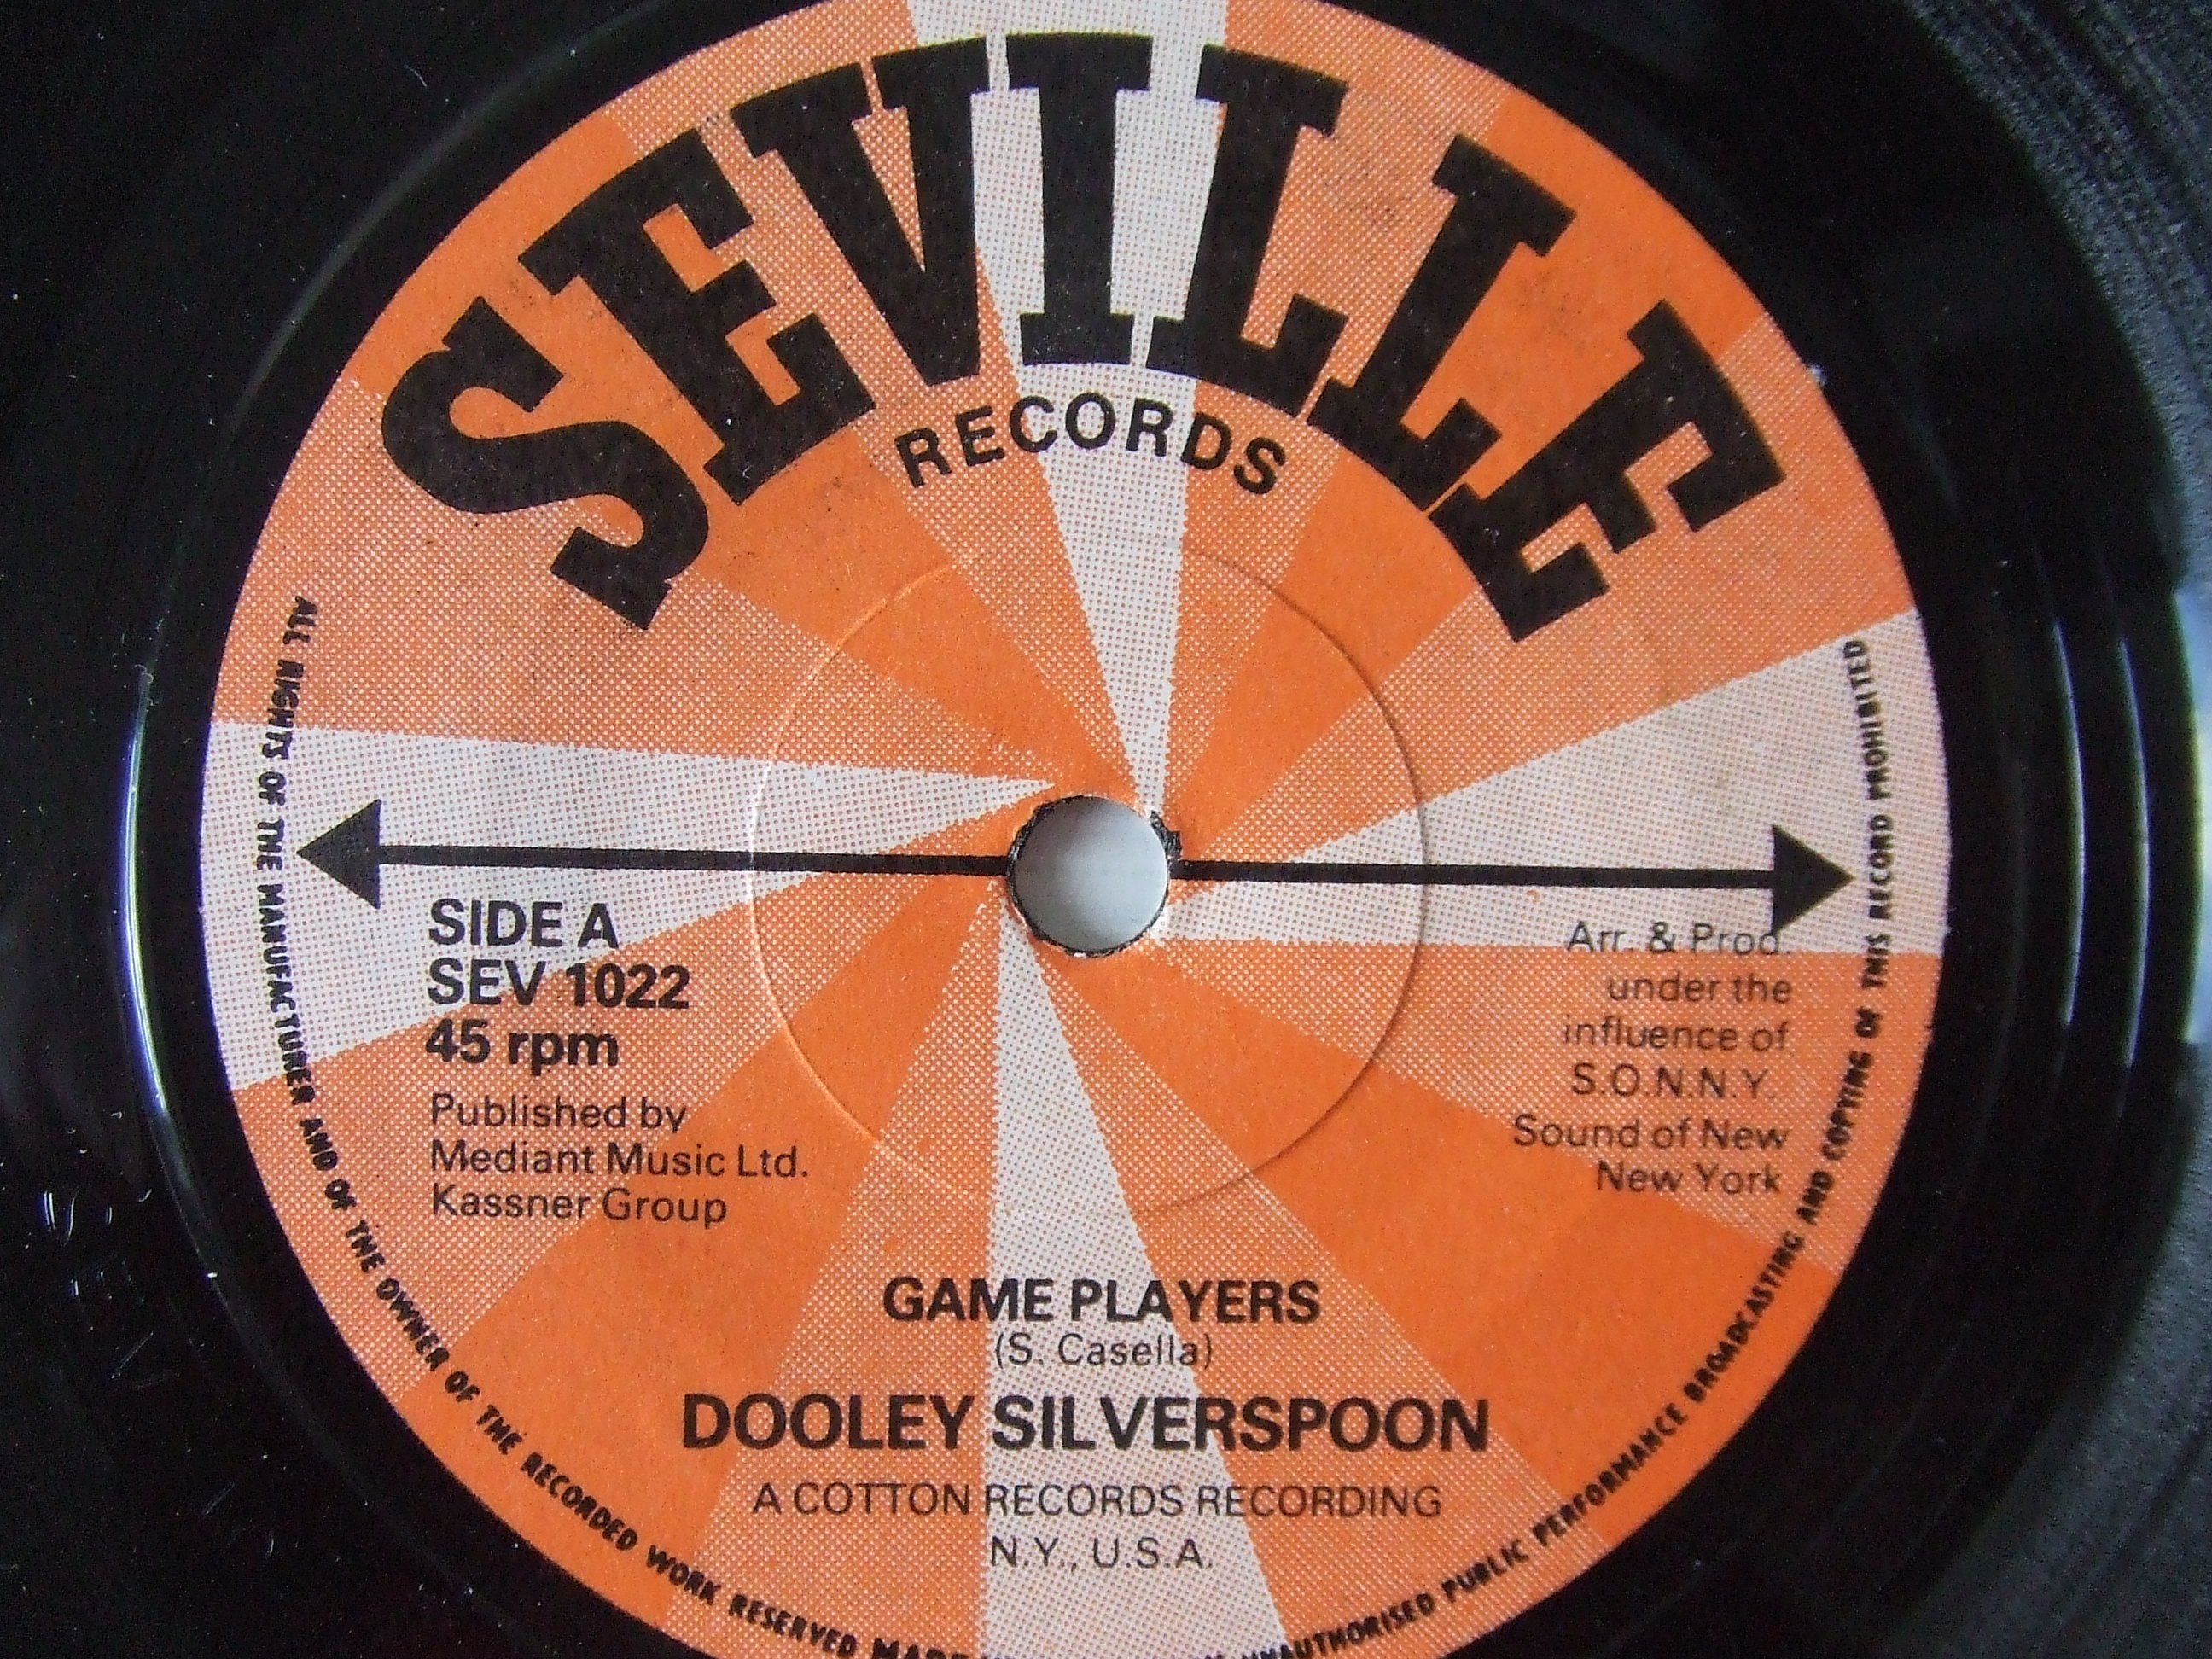 SEVILLE
RECORDS
SIDE A
SEV 1022
45 rpm
Published by
Mediant Music Ltd.
Kassner Group
Arr. & Prod.
under the
influence of
S.O.N.N.Y.
Sound of New
New York
GAME PLAYERS
(S. Casella)
DOOLEY SILVERSPOON
A COTTON RECORDS RECORDING
N.Y., U.S.A.
ALL RIGHTS OF THE MANUFACTURER AND OF THE OWNER OF THE RECORDED WORK RESERVED
UNAUTHORISED PUBLIC PERFORMANCE BROADCASTING AND COPYING OF THIS RECORD PROHIBITED